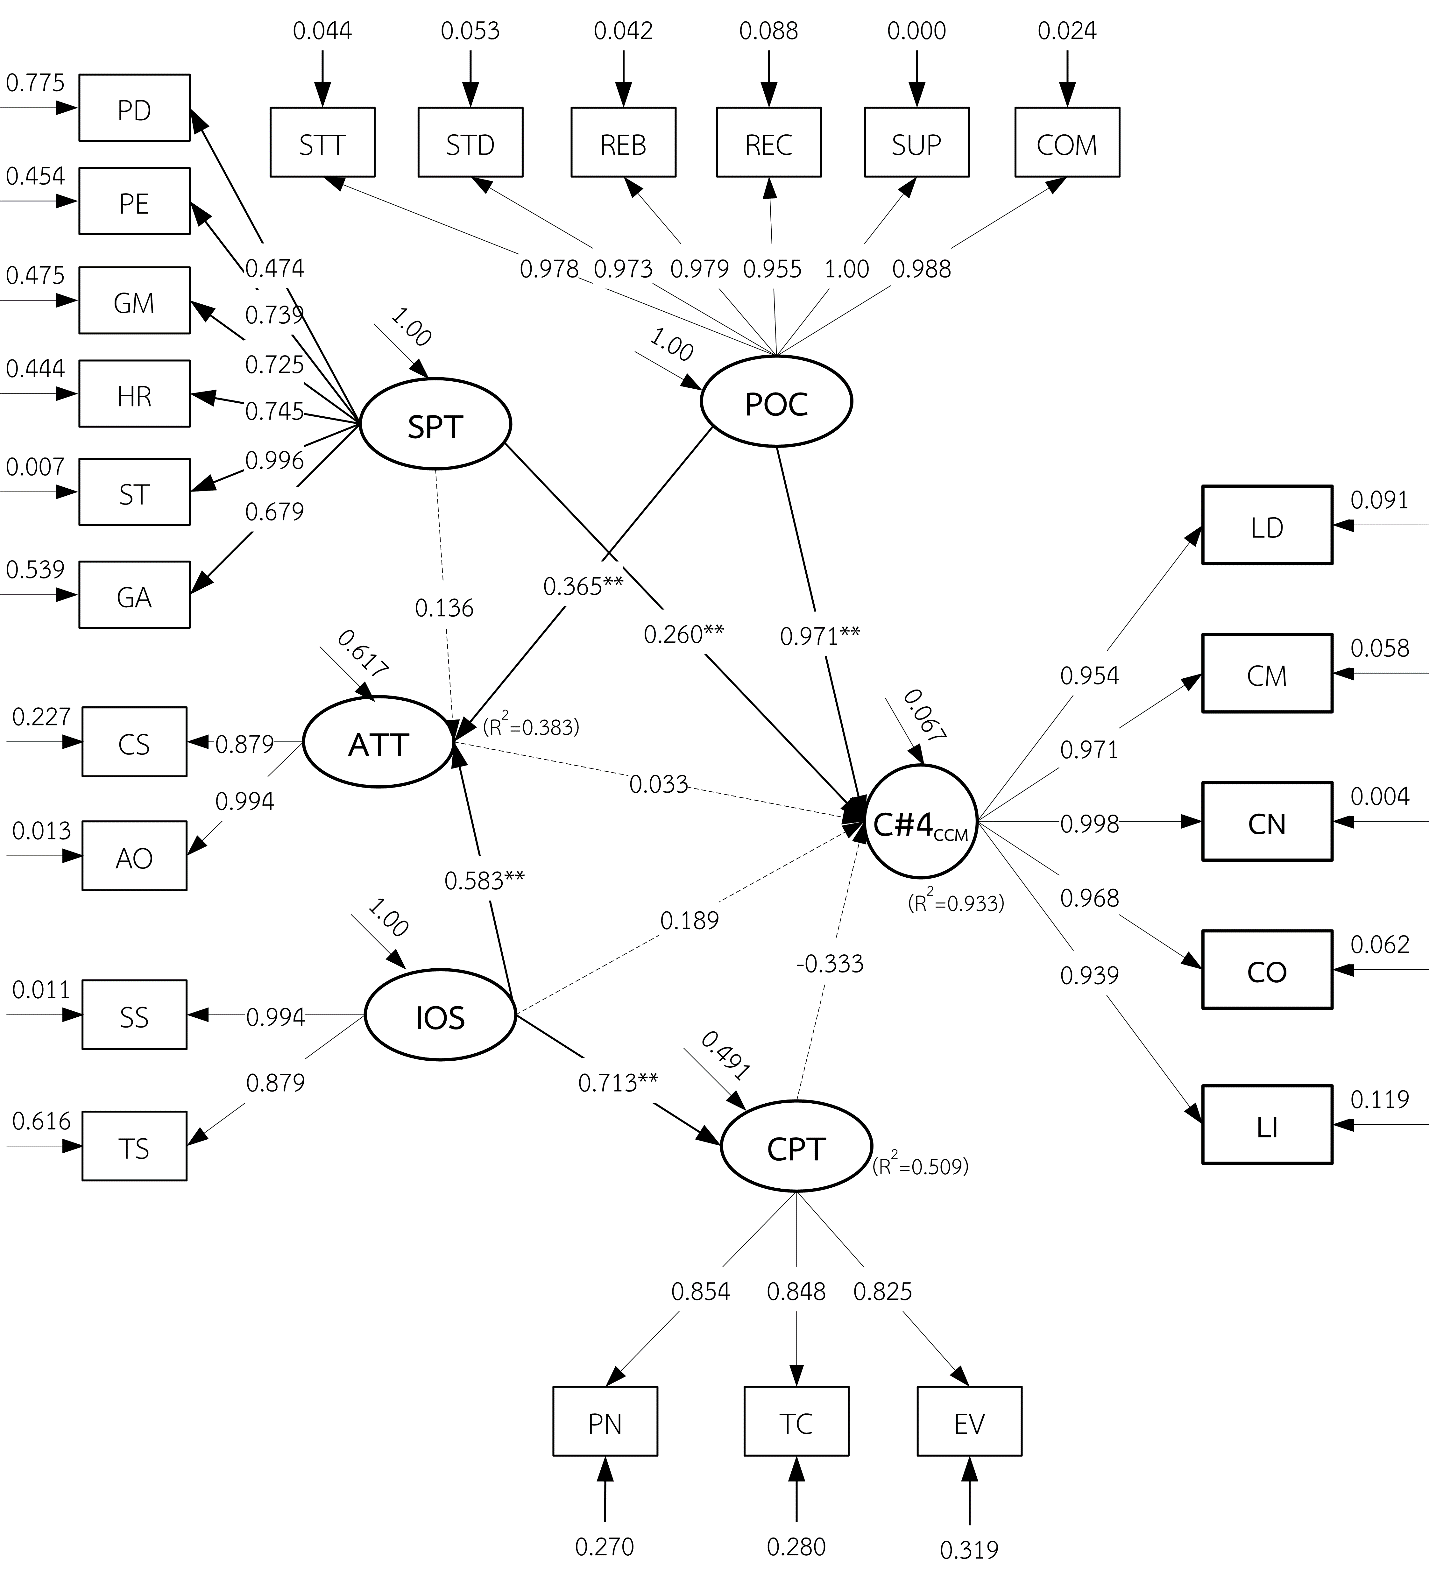 0.044 0.053 0.042 0.088 0.000 0.024
0.775 PD
STT STD REB REC SUP COM
0.454 PE
0.978 0.973 0.979 0.955 1.00 0.988
0.475 GM
0.474
0.739
1.00
1.00
0.444 HR
0.725
0.745
SPT
POC
0.007 ST
0.996
0.679
LD 0.091
0.539 GA
0.365**
0.136
0.260** 0.971**
0.617
0.954
CM 0.058
0.227 CS
0.879
ATT
(R2=0.383)
0.067
0.971
0.033
0.994
C#4CCM
0.998
CN 0.004
0.013 AO
0.583**
(R2=0.933)
0.968
1.00
0.189
-0.333
0.939
CO 0.062
0.011 SS
0.994
IOS
0.879
0.713**
0.491
0.616 TS
CPT
(R2=0.509)
LI 0.119
0.854 0.848 0.825
PN TC EV
0.270 0.280 0.319